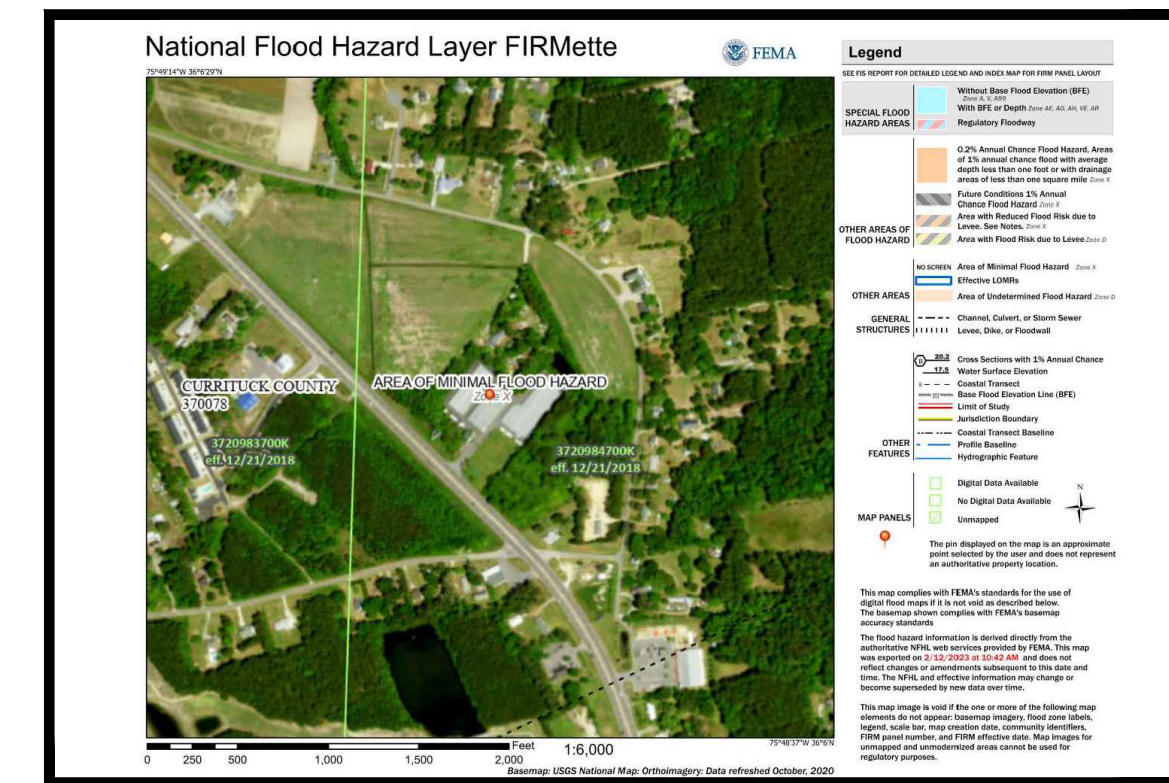 National Flood Hazard Layer FIRMette
FEMA
75°49'14"W 36°6'29"N
CURRITUCK COUNTY
370078
AREA OF MINIMAL FLOOD HAZARD
Zone X
3720983700K
eff. 12/21/2018
3720984700K
eff. 12/21/2018
0 250 500 1,000 1,500 2,000
Feet
1:6,000
75°48'37"W 36°6'N
Basemap: USGS National Map: Orthoimagery: Data refreshed October, 2020
Legend
SEE FIS REPORT FOR DETAILED LEGEND AND INDEX MAP FOR FIRM PANEL LAYOUT
SPECIAL FLOOD
HAZARD AREAS
Without Base Flood Elevation (BFE)
Zone A, V, A99
With BFE or Depth Zone AE, AO, AH, VE, AR
Regulatory Floodway
0.2% Annual Chance Flood Hazard, Areas
of 1% annual chance flood with average
depth less than one foot or with drainage
areas of less than one square mile Zone X
Future Conditions 1% Annual
Chance Flood Hazard Zone X
Area with Reduced Flood Risk due to
Levee. See Notes. Zone X
Area with Flood Risk due to Levee Zone D
OTHER AREAS OF
FLOOD HAZARD
NO SCREEN Area of Minimal Flood Hazard Zone X
Effective LOMRs
Area of Undetermined Flood Hazard Zone D
OTHER AREAS
GENERAL
STRUCTURES
Channel, Culvert, or Storm Sewer
Levee, Dike, or Floodwall
B 20.2 Cross Sections with 1% Annual Chance
17.5 Water Surface Elevation
8 Coastal Transect
Base Flood Elevation Line (BFE)
Limit of Study
Jurisdiction Boundary
Coastal Transect Baseline
Profile Baseline
Hydrographic Feature
OTHER
FEATURES
Digital Data Available
No Digital Data Available
Unmapped
MAP PANELS
N
The pin displayed on the map is an approximate
point selected by the user and does not represent
an authoritative property location.
This map complies with FEMA's standards for the use of
digital flood maps if it is not void as described below.
The basemap shown complies with FEMA's basemap
accuracy standards
The flood hazard information is derived directly from the
authoritative NFHL web services provided by FEMA. This map
was exported on 2/12/2023 at 10:42 AM and does not
reflect changes or amendments subsequent to this date and
time. The NFHL and effective information may change or
become superseded by new data over time.
This map image is void if the one or more of the following map
elements do not appear: basemap imagery, flood zone labels,
legend, scale bar, map creation date, community identifiers,
FIRM panel number, and FIRM effective date. Map images for
unmapped and unmodernized areas cannot be used for
regulatory purposes.